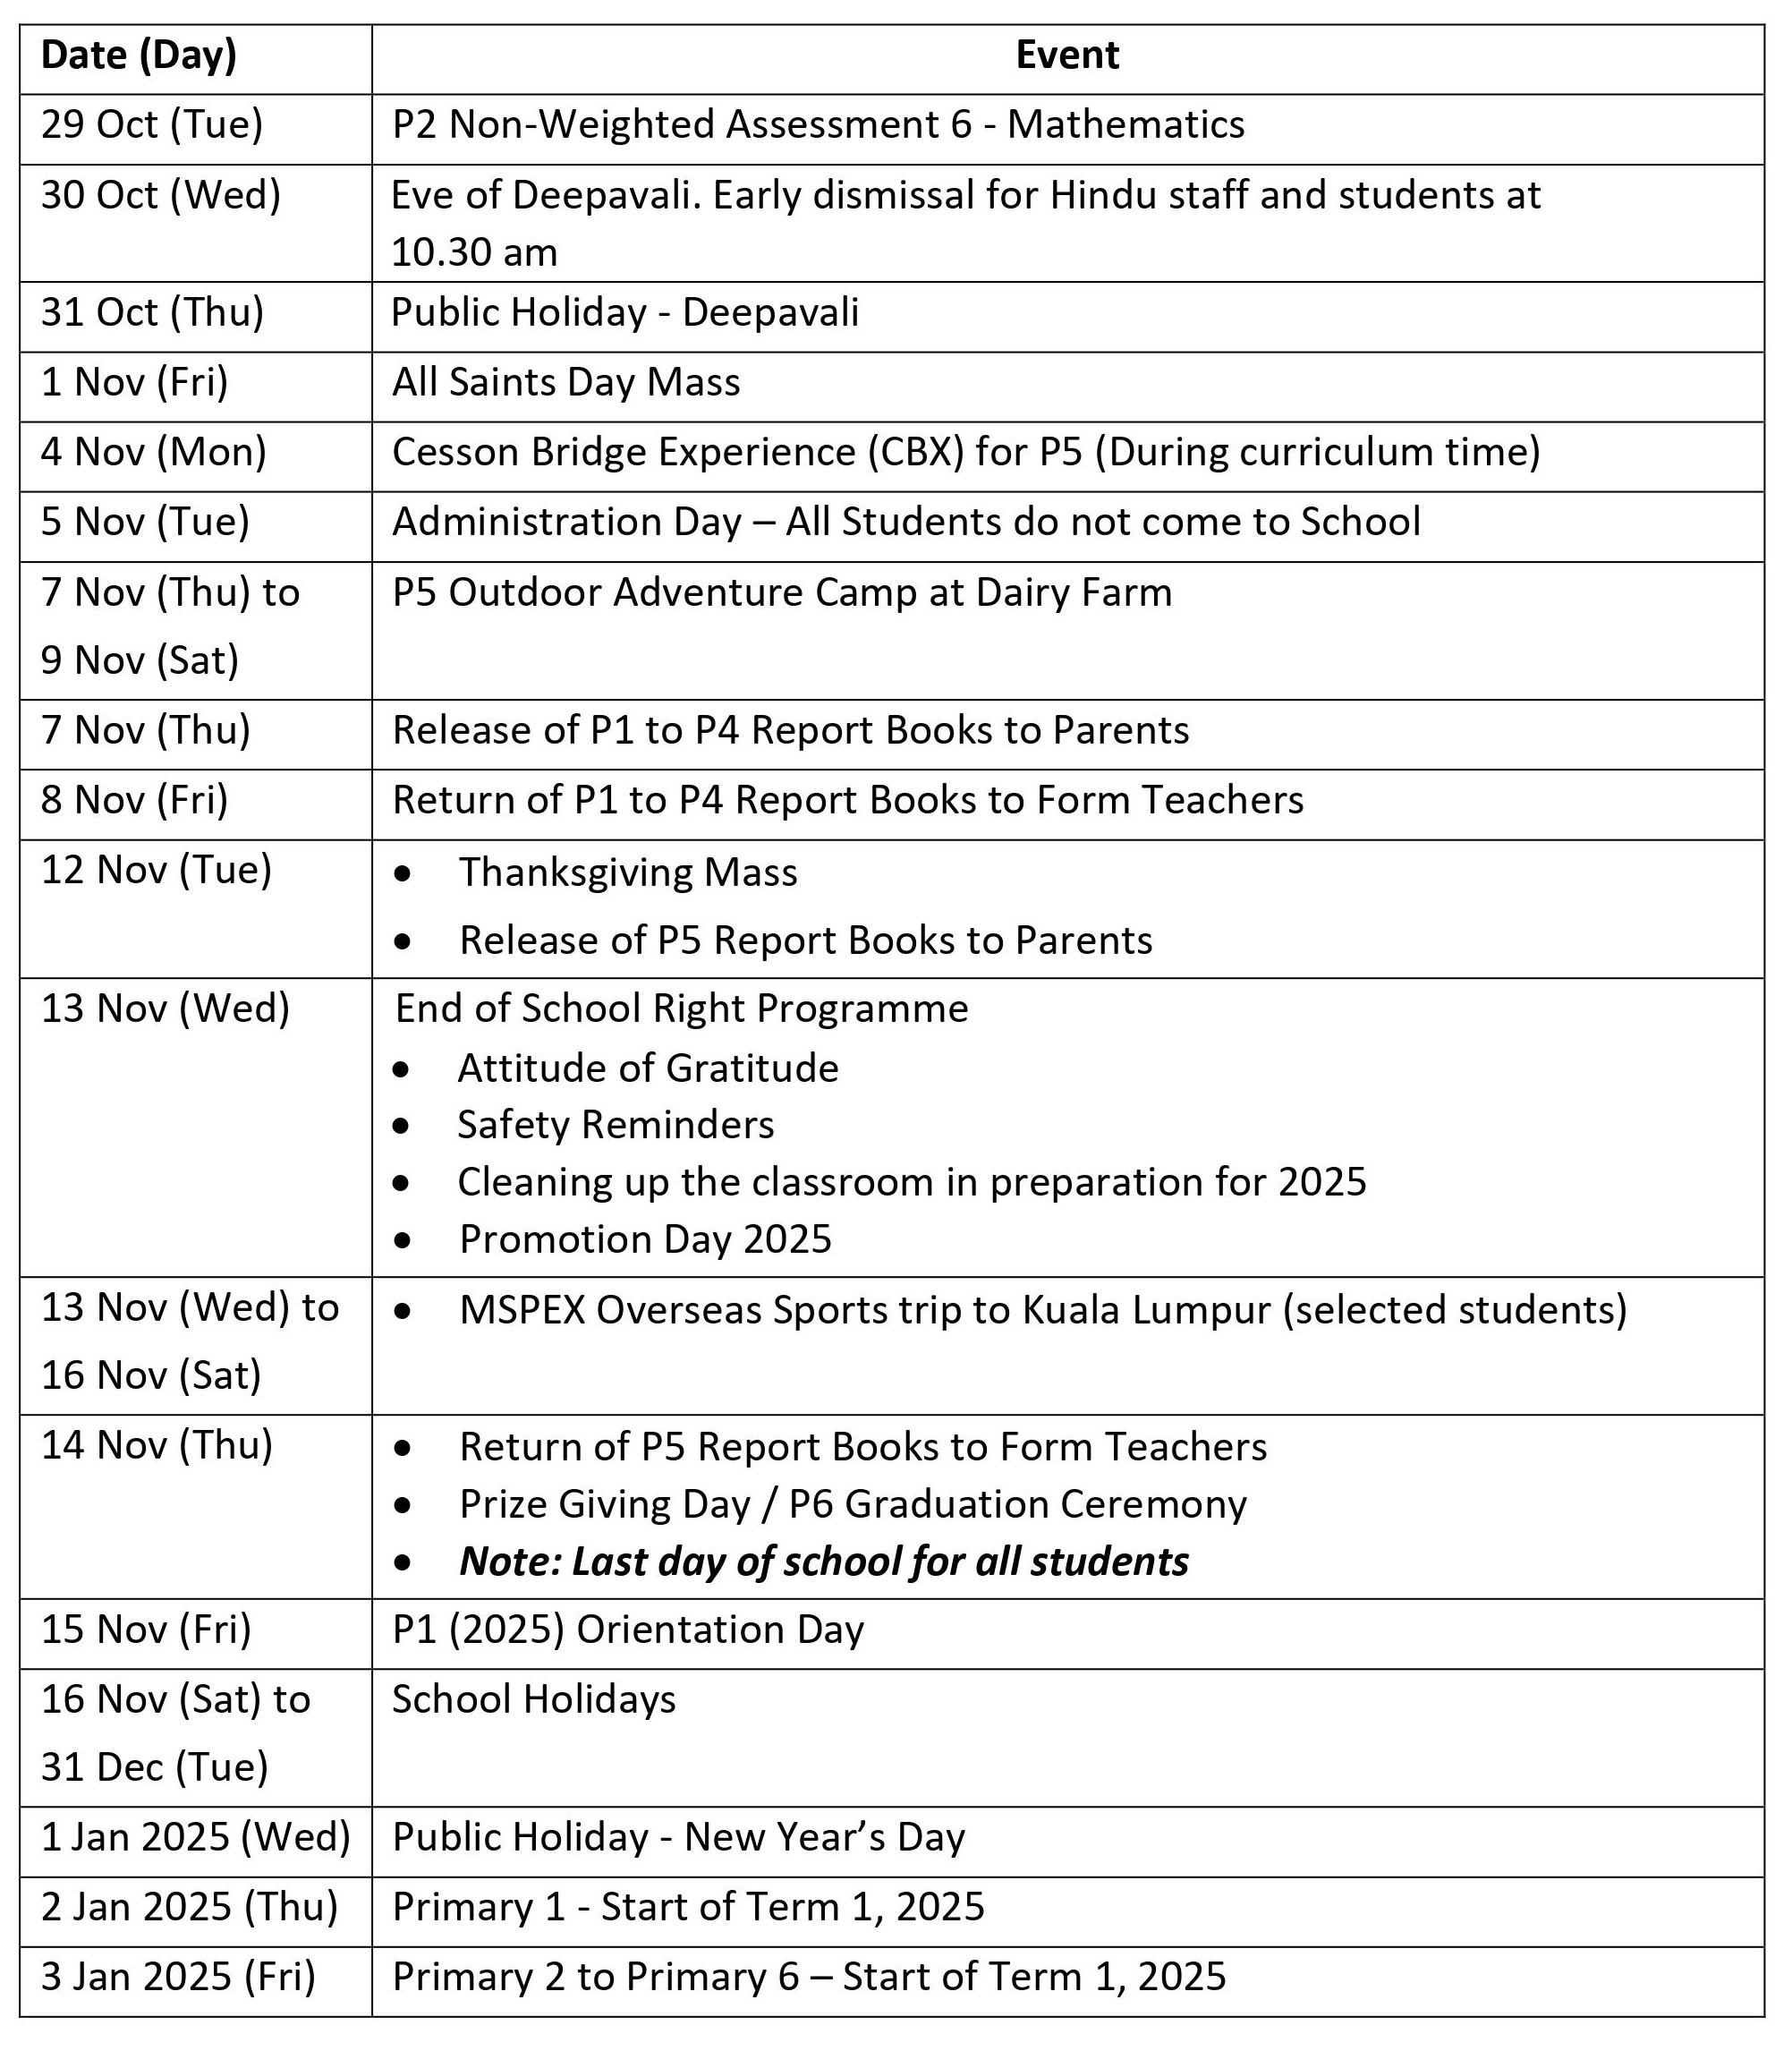 Date (Day)
Event
29 Oct (Tue)
P2 Non-Weighted Assessment 6 - Mathematics
30 Oct (Wed)
Eve of Deepavali. Early dismissal for Hindu staff and students at
10.30 am
31 Oct (Thu)
Public Holiday - Deepavali
1 Nov (Fri)
All Saints Day Mass
4 Nov (Mon)
Cesson Bridge Experience (CBX) for P5 (During curriculum time)
5 Nov (Tue)
Administration Day – All Students do not come to School
7 Nov (Thu) to
9 Nov (Sat)
P5 Outdoor Adventure Camp at Dairy Farm
7 Nov (Thu)
Release of P1 to P4 Report Books to Parents
8 Nov (Fri)
Return of P1 to P4 Report Books to Form Teachers
12 Nov (Tue)
• Thanksgiving Mass
• Release of P5 Report Books to Parents
13 Nov (Wed)
End of School Right Programme
• Attitude of Gratitude
• Safety Reminders
• Cleaning up the classroom in preparation for 2025
• Promotion Day 2025
13 Nov (Wed) to
16 Nov (Sat)
• MSPEX Overseas Sports trip to Kuala Lumpur (selected students)
14 Nov (Thu)
• Return of P5 Report Books to Form Teachers
• Prize Giving Day / P6 Graduation Ceremony
• Note: Last day of school for all students
15 Nov (Fri)
P1 (2025) Orientation Day
16 Nov (Sat) to
31 Dec (Tue)
School Holidays
1 Jan 2025 (Wed)
Public Holiday - New Year’s Day
2 Jan 2025 (Thu)
Primary 1 - Start of Term 1, 2025
3 Jan 2025 (Fri)
Primary 2 to Primary 6 – Start of Term 1, 2025